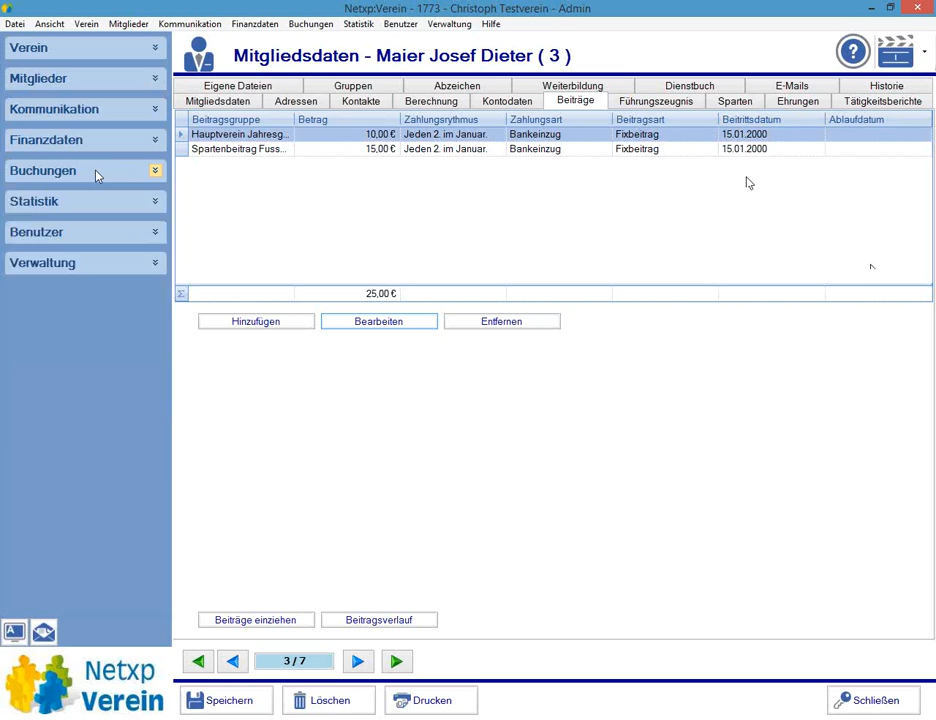 Netxp:Verein - 1773 - Christoph Testverein - Admin
Datei Ansicht Verein Mitglieder Kommunikation Finanzdaten Buchungen Statistik Benutzer Verwaltung Hilfe
Verein
Mitglieder
Kommunikation
Finanzdaten
Buchungen
Statistik
Benutzer
Verwaltung
Mitgliedsdaten - Maier Josef Dieter ( 3 )
Eigene Dateien Gruppen Abzeichen Weiterbildung Dienstbuch E-Mails Historie
Mitgliedsdaten Adressen Kontakte Berechnung Kontodaten Beiträge Führungszeugnis Sparten Ehrungen Tätigkeitsberichte
Beitragsgruppe Betrag Zahlungsrythmus Zahlungsart Beitragsart Beitrittsdatum Ablaufdatum
Hauptverein Jahresg... 10,00 € Jeden 2. im Januar. Bankeinzug Fixbeitrag 15.01.2000
Spartenbeitrag Fuss... 15,00 € Jeden 2. im Januar. Bankeinzug Fixbeitrag 15.01.2000
Σ 25,00 €
Hinzufügen Bearbeiten Entfernen
Beiträge einziehen Beitragsverlauf
3 / 7
Speichern Löschen Drucken Schließen
Netxp
Verein